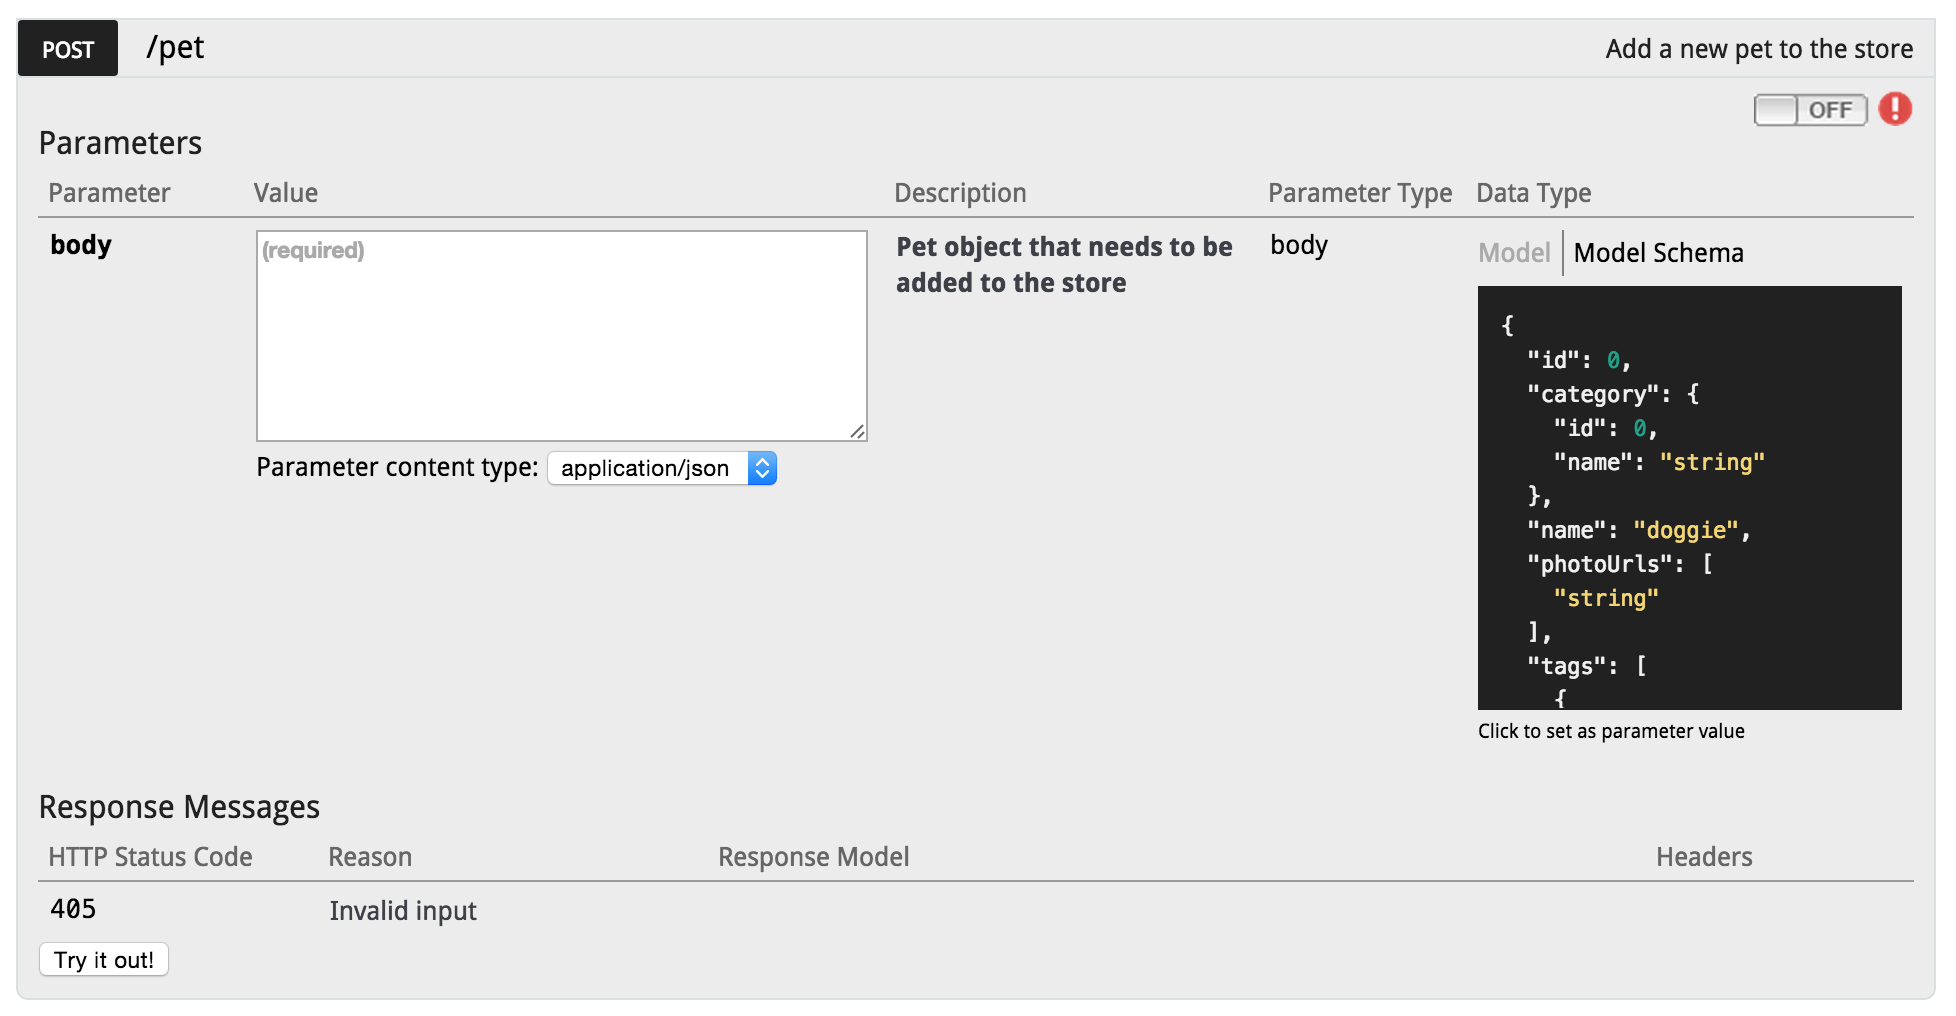 POST /pet Add a new pet to the store
OFF
Parameters
Parameter Value Description Parameter Type Data Type
body (required) Pet object that needs to be added to the store body Model Model Schema
{
  "id": 0,
  "category": {
    "id": 0,
    "name": "string"
  },
  "name": "doggie",
  "photoUrls": [
    "string"
  ],
  "tags": [
    {
Parameter content type: application/json
Click to set as parameter value
Response Messages
HTTP Status Code Reason Response Model Headers
405 Invalid input
Try it out!